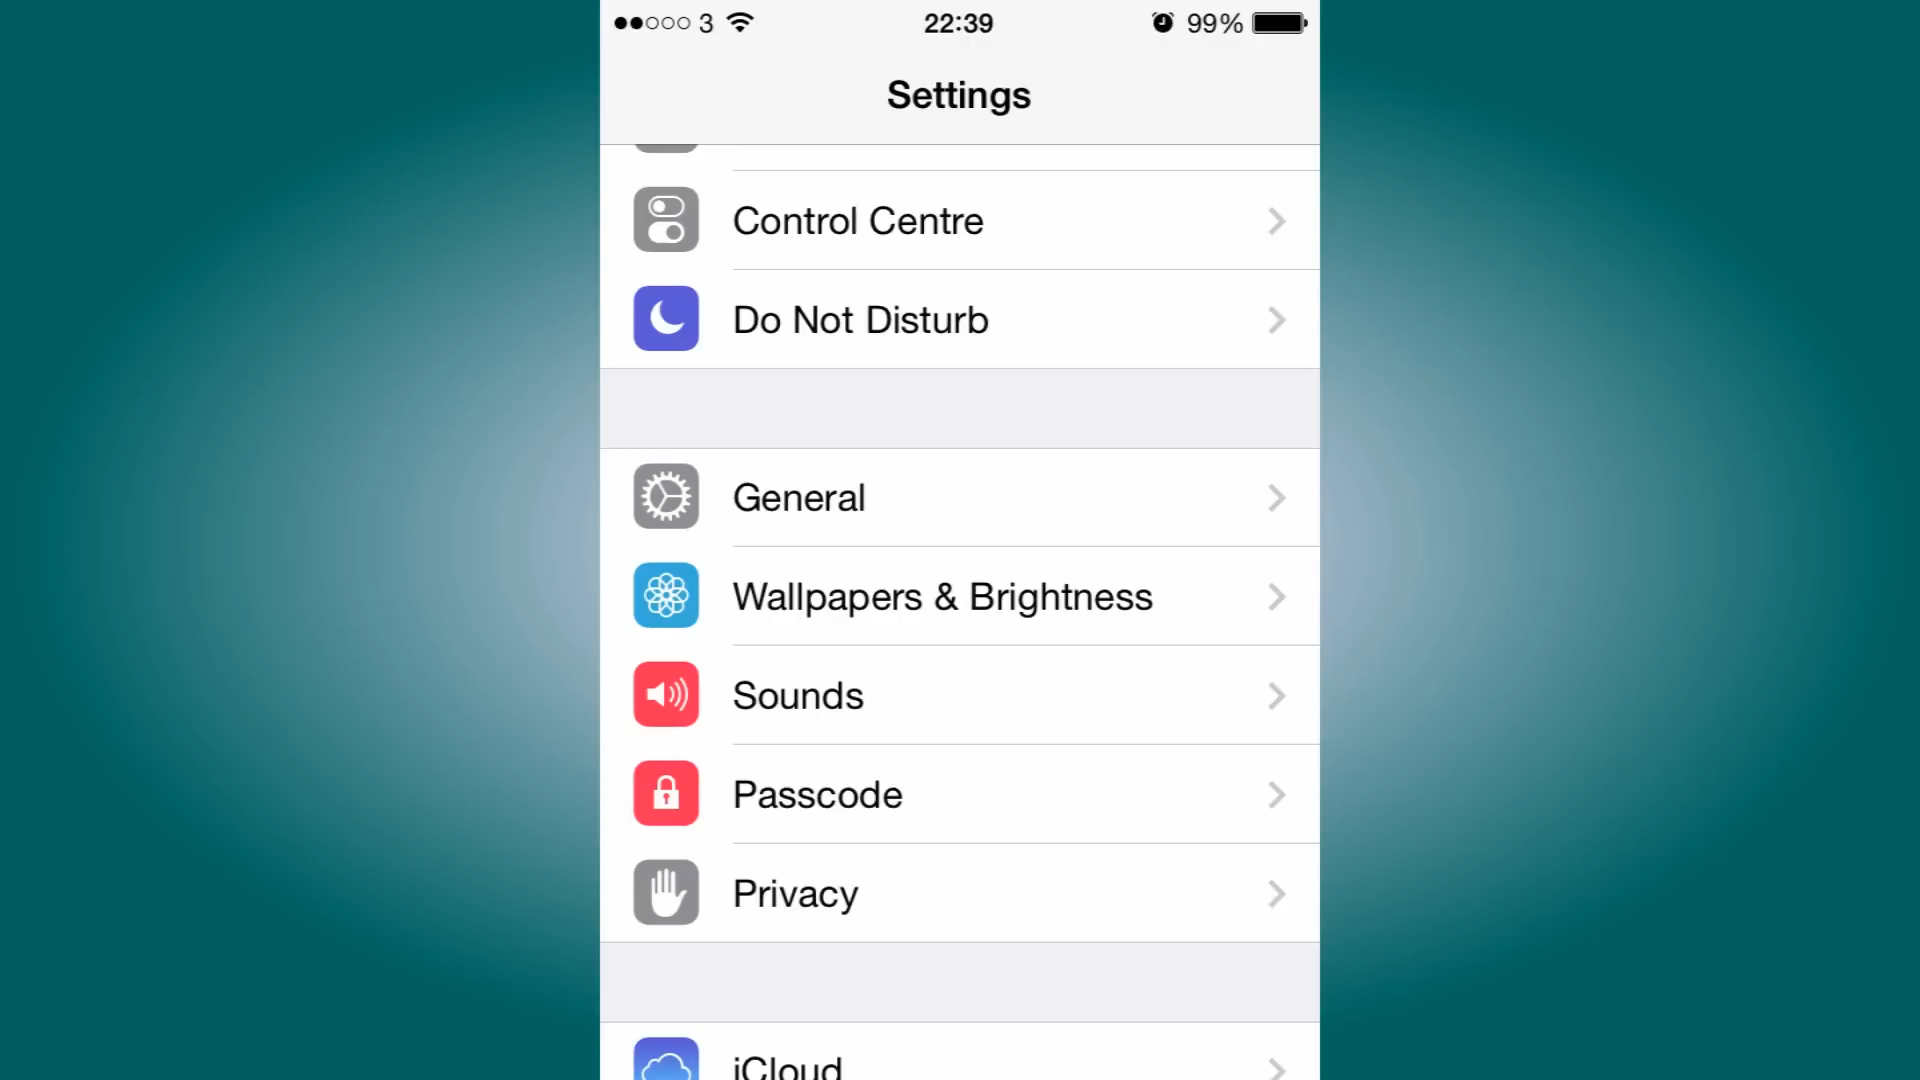 3 22:39 99%
Settings
Control Centre
Do Not Disturb
General
Wallpapers & Brightness
Sounds
Passcode
Privacy
iCloud